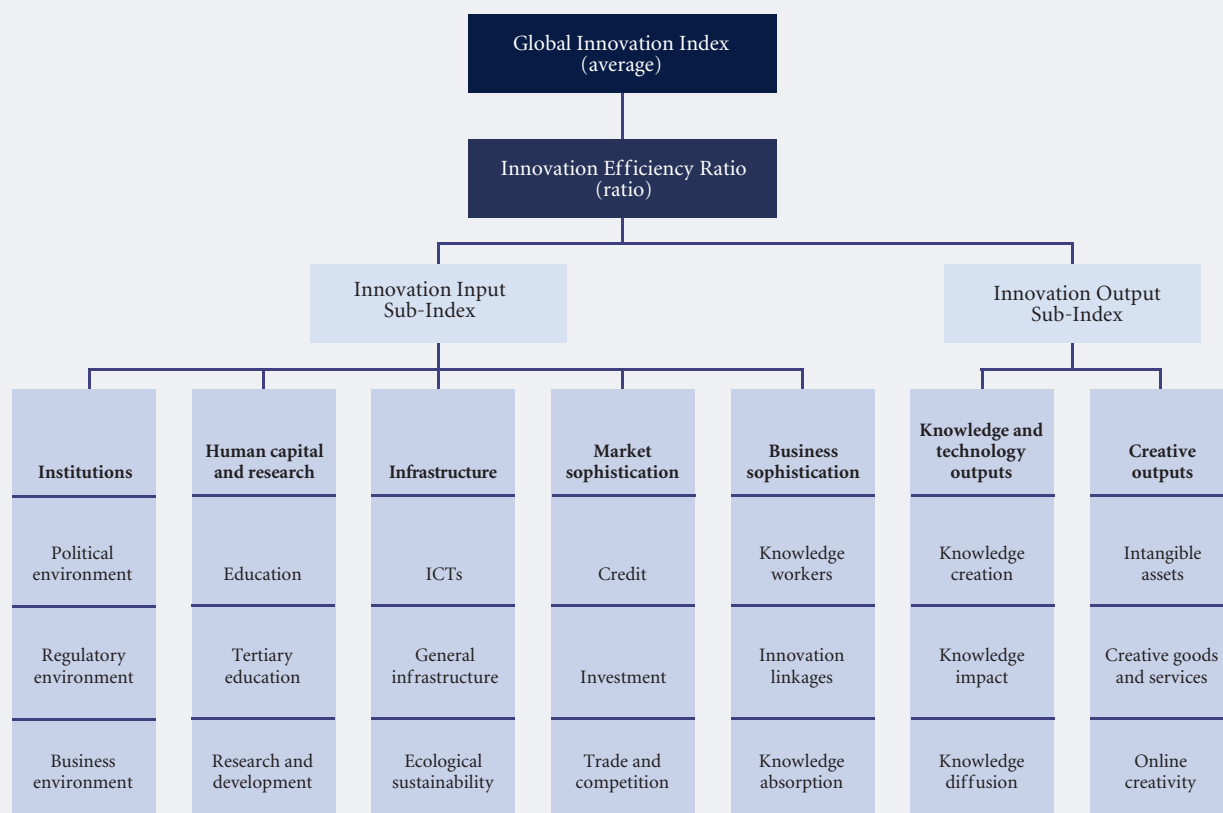 Global Innovation Index
(average)
Innovation Efficiency Ratio
(ratio)
Innovation Input
Sub-Index
Innovation Output
Sub-Index
Institutions
Human capital
and research
Infrastructure
Market
sophistication
Business
sophistication
Knowledge and
technology
outputs
Creative
outputs
Political
environment
Education
ICTs
Credit
Knowledge
workers
Knowledge
creation
Intangible
assets
Regulatory
environment
Tertiary
education
General
infrastructure
Investment
Innovation
linkages
Knowledge
impact
Creative goods
and services
Business
environment
Research and
development
Ecological
sustainability
Trade and
competition
Knowledge
absorption
Knowledge
diffusion
Online
creativity